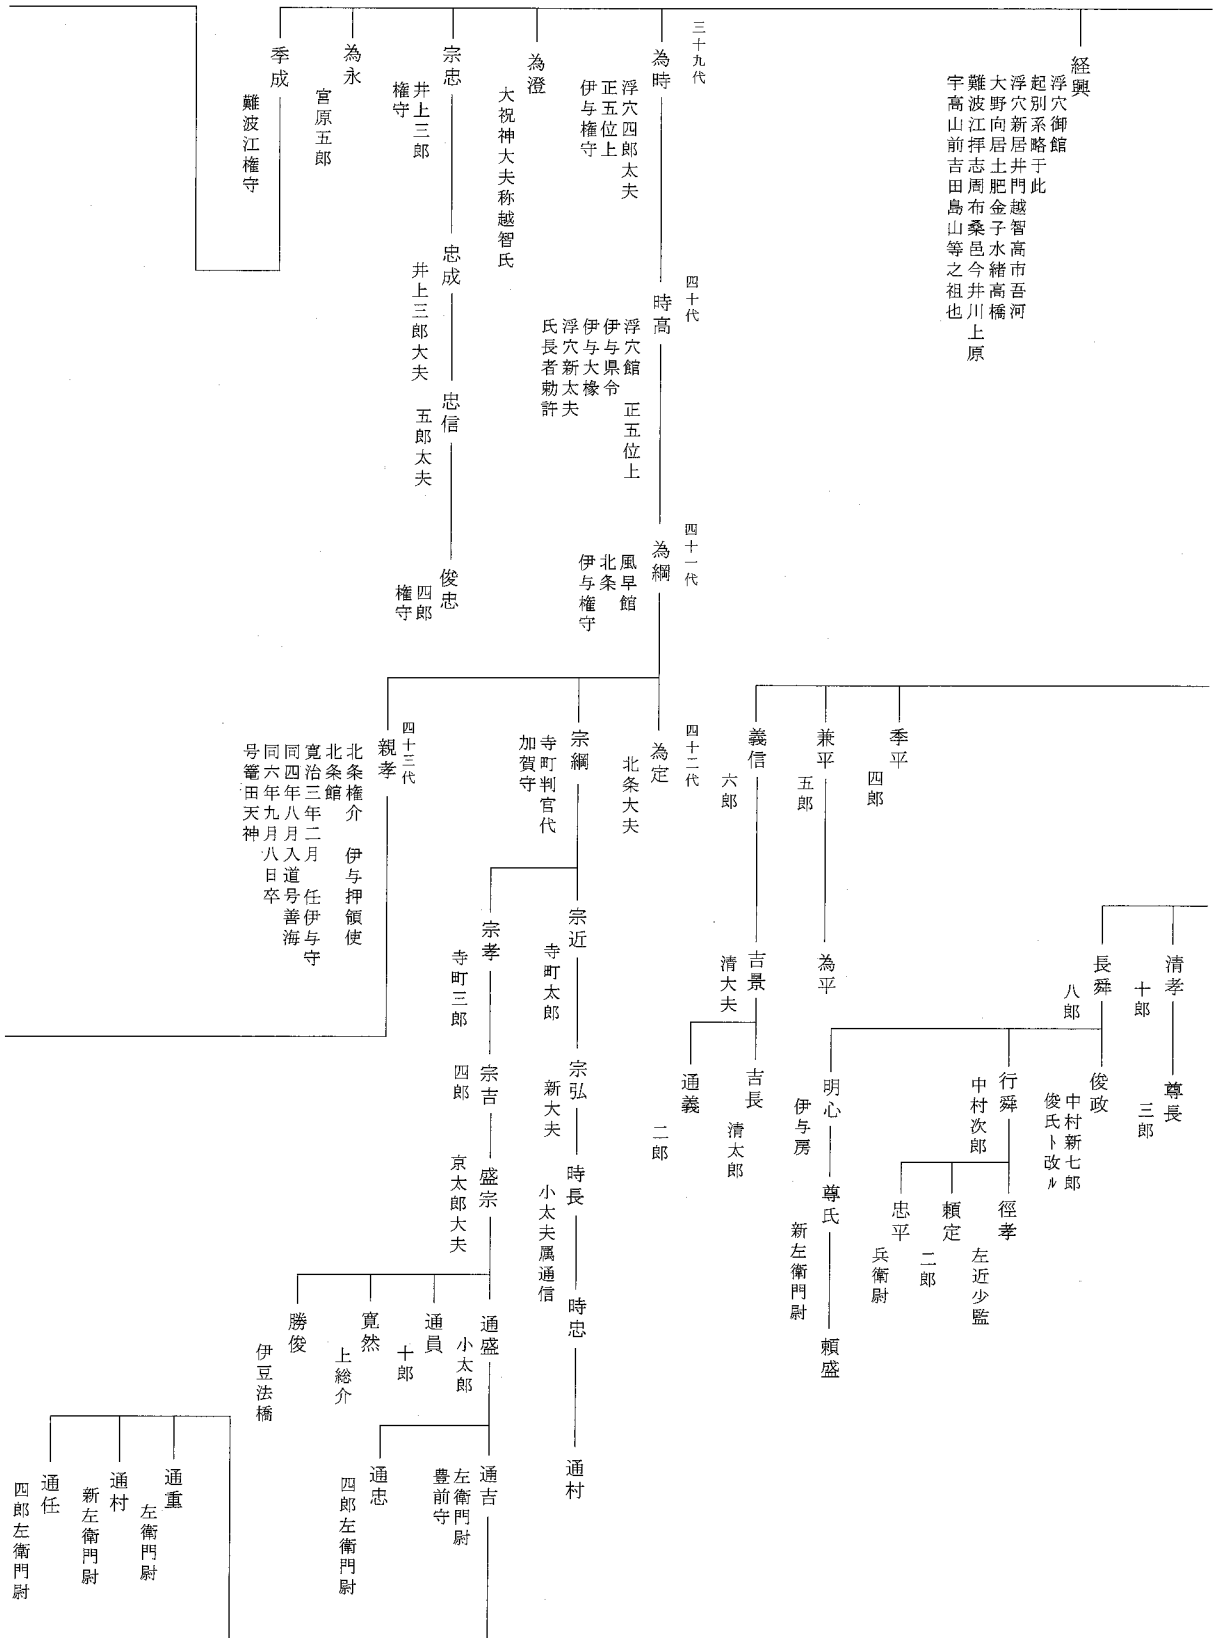 経興
浮穴御館
起別系略于此
浮穴新居井門越智高市吾河
大野向居土肥金子水緒高橋
難波江拝志周布桑邑今井川上原
宇高山前吉田島山等之祖也
三十九代
為時
浮穴四郎太夫
正五位上
伊与権守
四十代
時高
浮穴館　正五位上
伊与県令
伊与大椽
浮穴新太夫
氏長者勅許
四十一代
為綱
風早館
北条
伊与権守
為澄
大祝神大夫称越智氏
宗忠
井上三郎
権守
忠成
井上三郎大夫
忠信
五郎太夫
俊忠
四郎
権守
為永
宮原五郎
季成
難波江権守
清孝
十郎
尊長
三郎
長舜
八郎
俊政
中村新七郎
俊氏ト改ル
行舜
中村次郎
徑孝
左近少監
頼定
二郎
忠平
兵衛尉
明心
伊与房
尊氏
新左衛門尉
頼盛
季平
四郎
兼平
五郎
為平
義信
六郎
吉景
清大夫
吉長
清太郎
通義
二郎
四十二代
為定
北条大夫
宗綱
寺町判官代
加賀守
宗近
寺町太郎
宗弘
新大夫
時長
小太夫属通信
時忠
通村
宗孝
寺町三郎
宗吉
四郎
盛宗
京太郎大夫
通盛
小太郎
通員
十郎
寛然
上総介
勝俊
伊豆法橋
通吉
左衛門尉
豊前守
通忠
四郎左衛門尉
四十三代
親孝
北条権介　伊与押領使
北条館
寛治三年二月　任伊与守
同四年八月入道号善海
同六年九月八日卒
号篭田天神
通重
左衛門尉
通村
新左衛門尉
通任
四郎左衛門尉